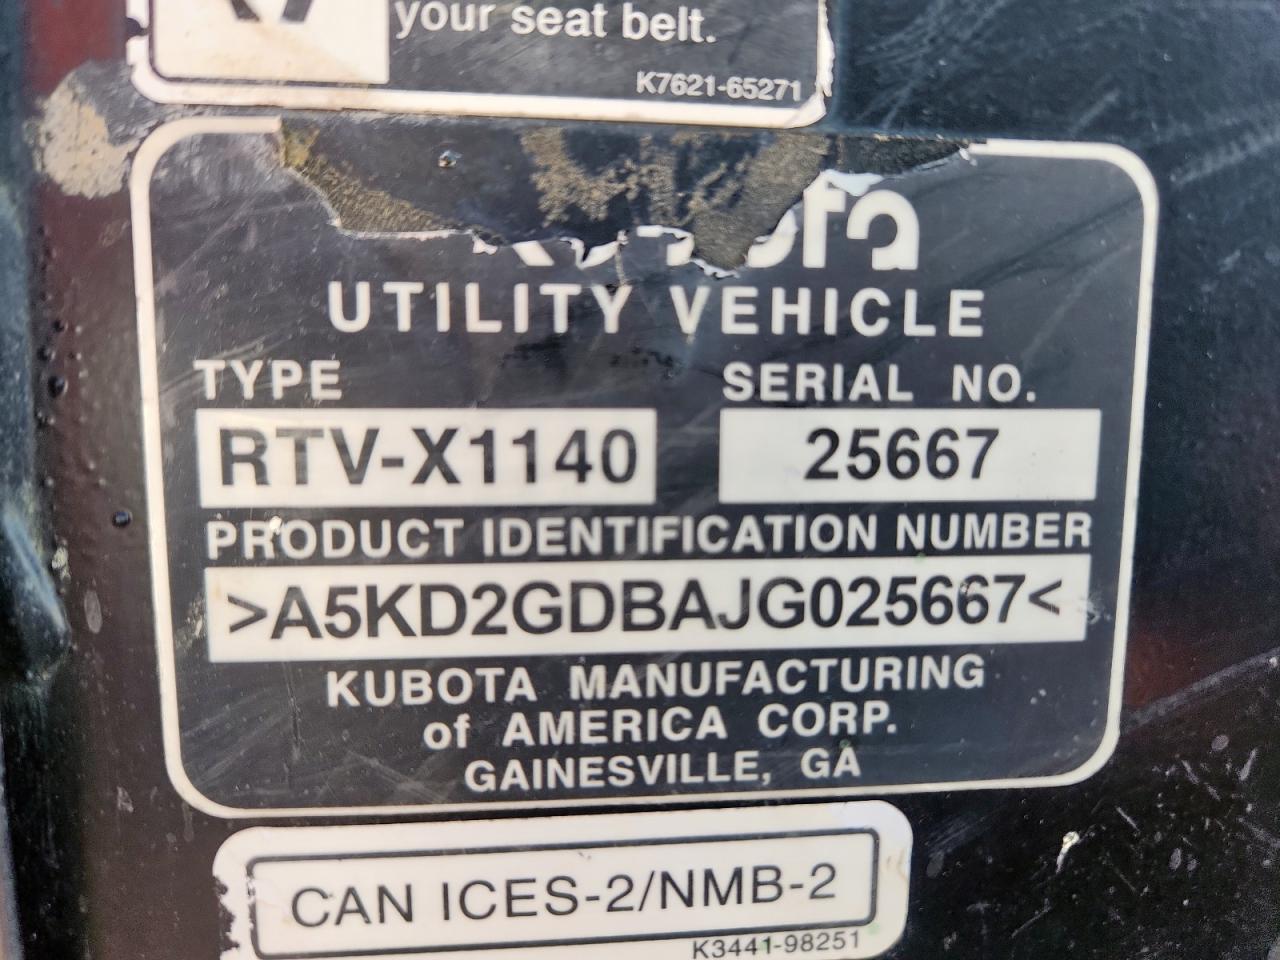 your seat belt.
K7621-65271
UTILITY VEHICLE
TYPE SERIAL NO.
RTV-X1140 25667
PRODUCT IDENTIFICATION NUMBER
>A5KD2GDBAJG025667<
KUBOTA MANUFACTURING
of AMERICA CORP.
GAINESVILLE, GA
CAN ICES-2/NMB-2
K3441-98251